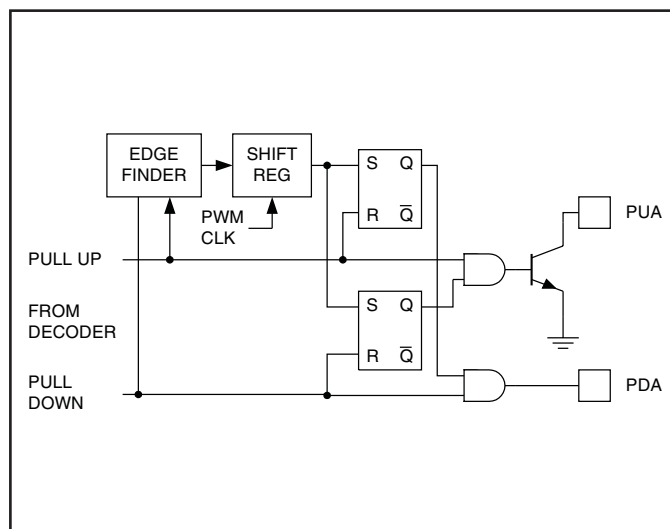 EDGE
FINDER
SHIFT
REG
PWM
CLK
S Q
R Q̅
PUA
PULL UP
FROM
DECODER
S Q
R Q̅
PULL
DOWN
PDA